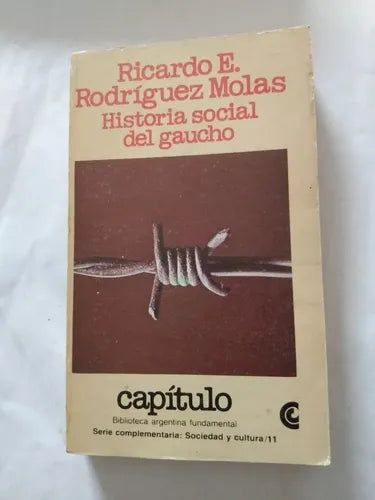 Ricardo E.
Rodríguez Molas
Historia social
del gaucho
capítulo
Biblioteca argentina fundamental
Serie complementaria: Sociedad y cultura/11